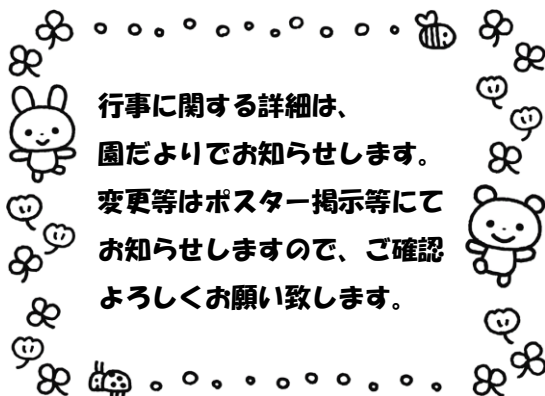 行事に関する詳細は、
園だよりでお知らせします。
変更等はポスター掲示等にて
お知らせしますので、ご確認
よろしくお願い致します。